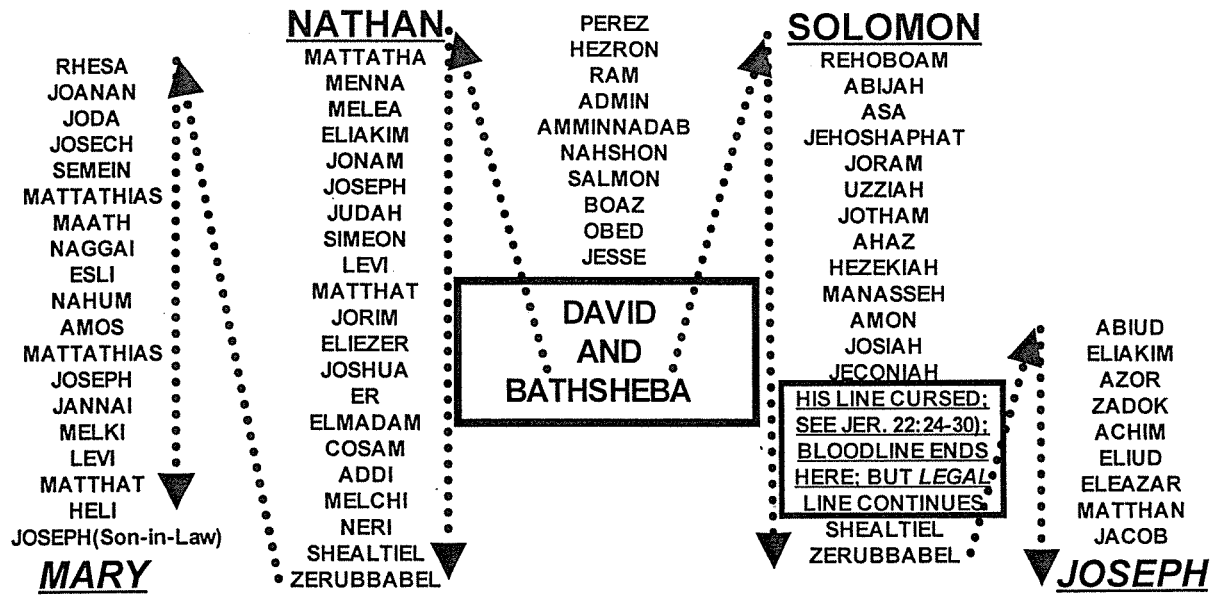 RHESA
JOANAN
JODA
JOSECH
SEMEIN
MATTATHIAS
MAATH
NAGGAI
ESLI
NAHUM
AMOS
MATTATHIAS
JOSEPH
JANNAI
MELKI
LEVI
MATTHAT
HELI
JOSEPH(Son-in-Law)
MARY
NATHAN
MATTATHA
MENNA
MELEA
ELIAKIM
JONAM
JOSEPH
JUDAH
SIMEON
LEVI
MATTHAT
JORIM
ELIEZER
JOSHUA
ER
ELMADAM
COSAM
ADDI
MELCHI
NERI
SHEALTIEL
ZERUBBABEL
PEREZ
HEZRON
RAM
ADMIN
AMMINNADAB
NAHSHON
SALMON
BOAZ
OBED
JESSE
DAVID
AND
BATHSHEBA
SOLOMON
REHOBOAM
ABIJAH
ASA
JEHOSHAPHAT
JORAM
UZZIAH
JOTHAM
AHAZ
HEZEKIAH
MANASSEH
AMON
JOSIAH
JECONIAH
HIS LINE CURSED;
SEE JER. 22:24-30);
BLOODLINE ENDS
HERE; BUT LEGAL
LINE CONTINUES
SHEALTIEL
ZERUBBABEL
ABIUD
ELIAKIM
AZOR
ZADOK
ACHIM
ELIUD
ELEAZAR
MATTHAN
JACOB
JOSEPH